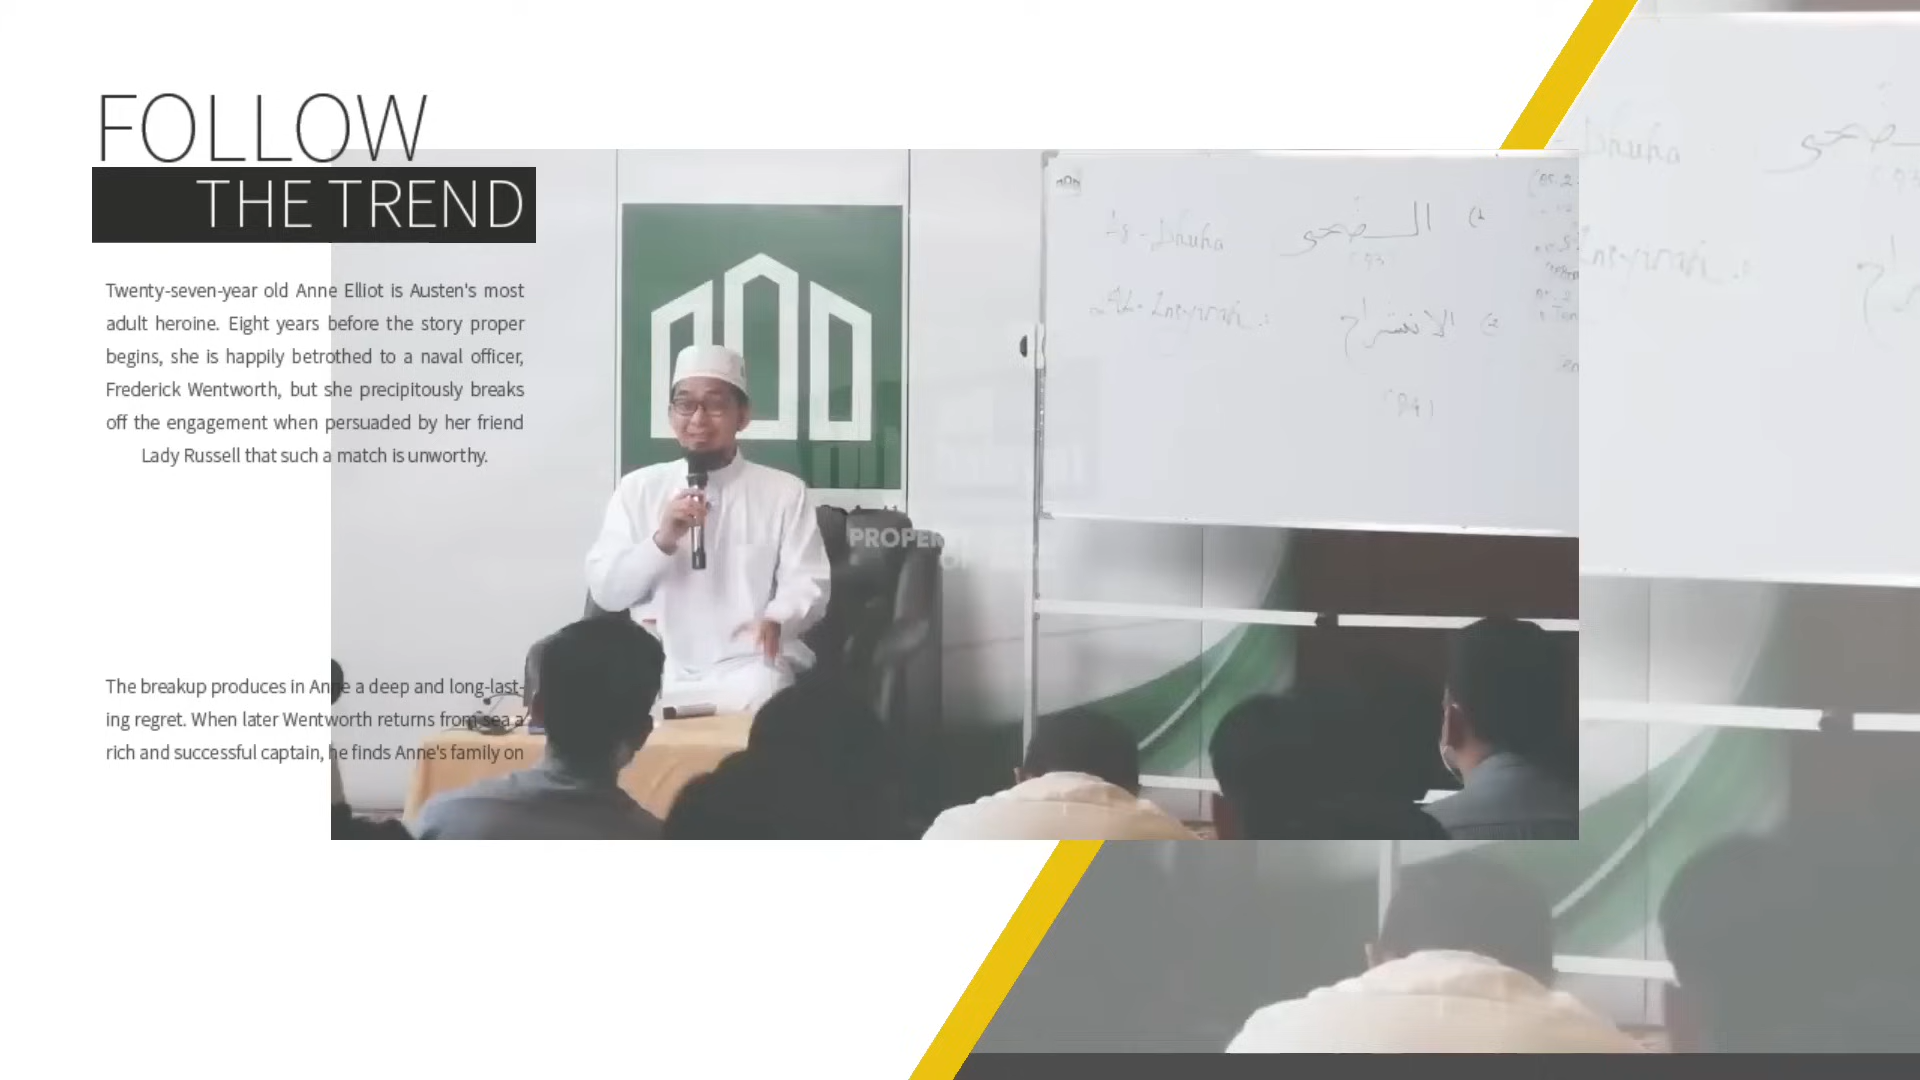 FOLLOW
THE TREND
Twenty-seven-year old Anne Elliot is Austen's most
adult heroine. Eight years before the story proper
begins, she is happily betrothed to a naval officer,
Frederick Wentworth, but she precipitously breaks
off the engagement when persuaded by her friend
Lady Russell that such a match is unworthy.
The breakup produces in Anne a deep and long-last-
ing regret. When later Wentworth returns from sea a
rich and successful captain, he finds Anne's family on
الضحى
Dhuha
(93)
الانشراح
(94)